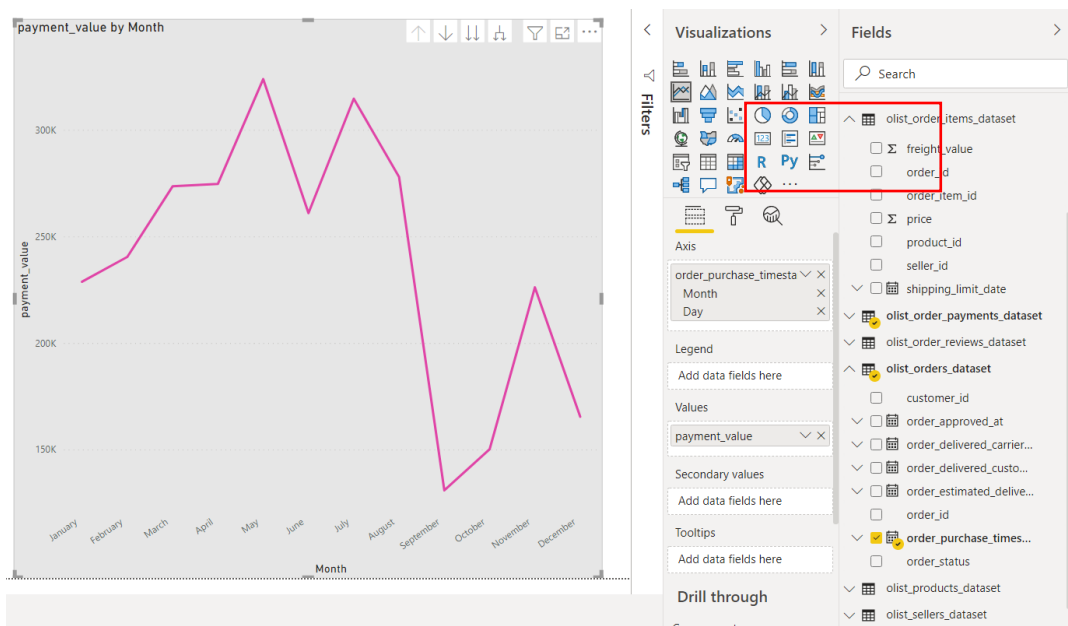 payment_value by Month
300K
250K
200K
150K
payment_value
January
February
March
April
May
June
July
August
September
October
November
December
Month
Filters
Visualizations
123
R
Py
...
Axis
order_purchase_timesta
Month
Day
Legend
Add data fields here
Values
payment_value
Secondary values
Add data fields here
Tooltips
Add data fields here
Drill through
Fields
Search
olist_order_items_dataset
Σ freight_value
order_id
order_item_id
Σ price
product_id
seller_id
shipping_limit_date
olist_order_payments_dataset
olist_order_reviews_dataset
olist_orders_dataset
customer_id
order_approved_at
order_delivered_carrier...
order_delivered_custo...
order_estimated_delive...
order_id
order_purchase_times...
order_status
olist_products_dataset
olist_sellers_dataset